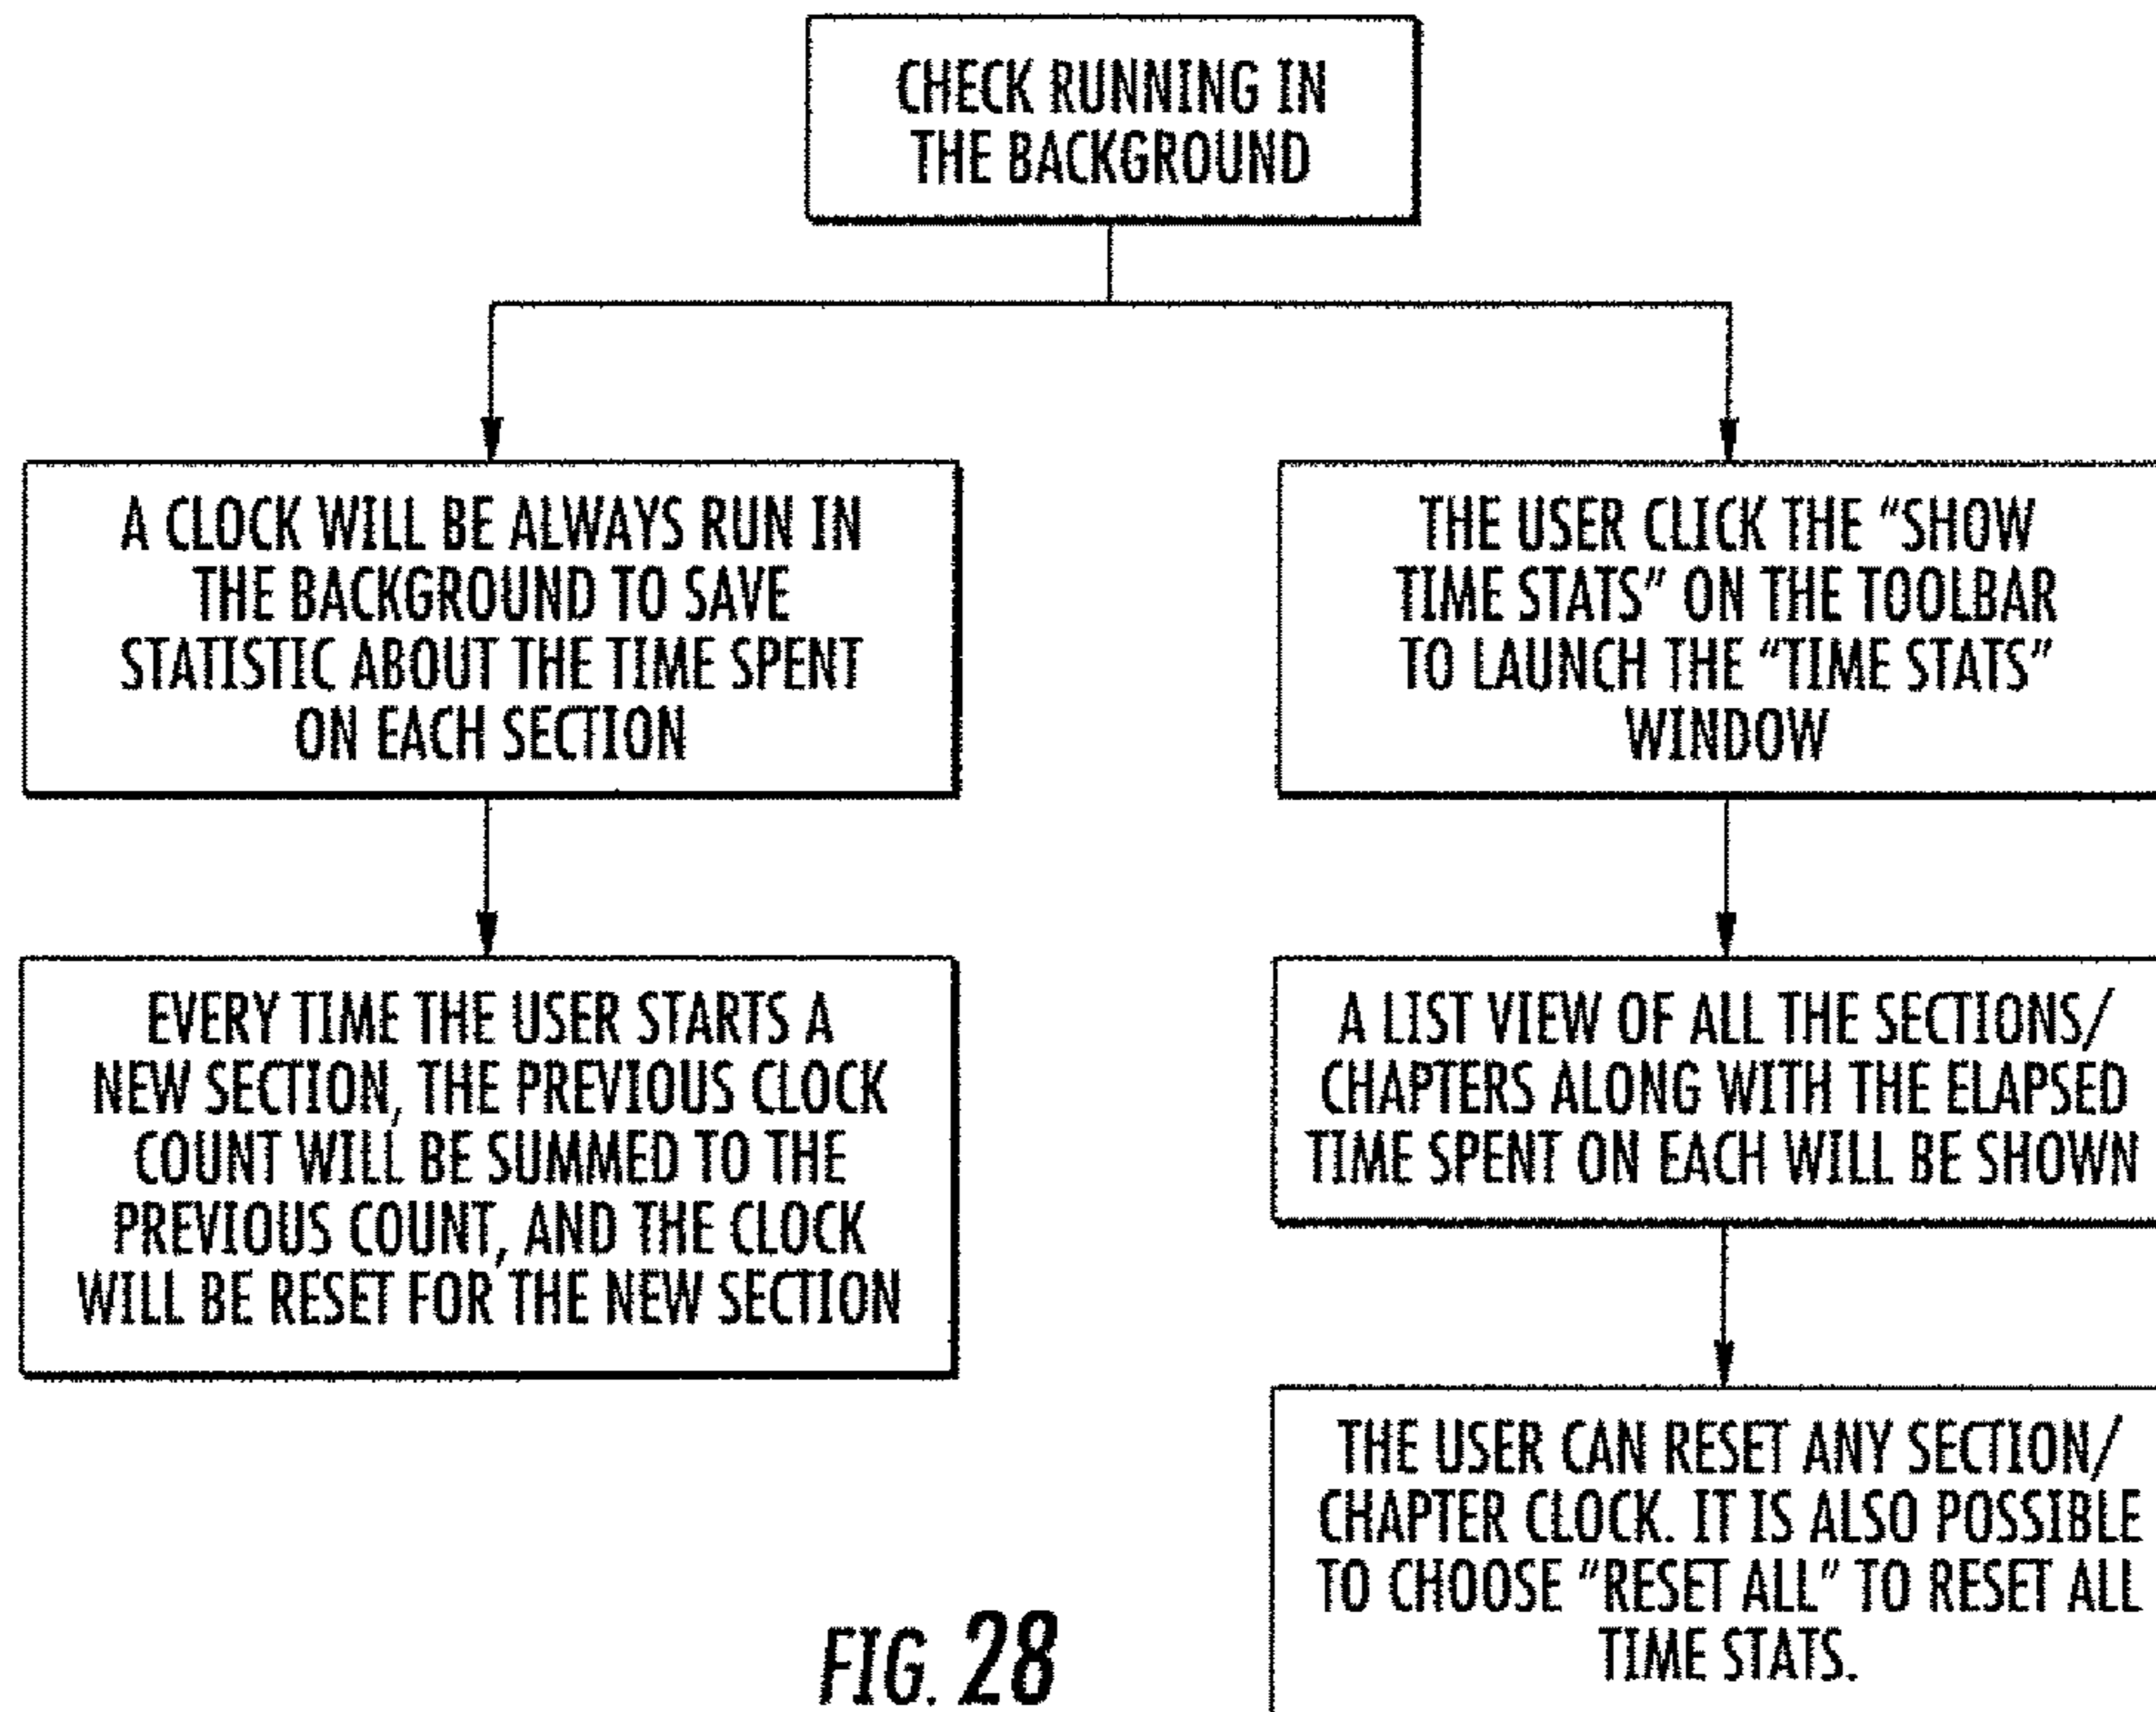 CHECK RUNNING IN
THE BACKGROUND
A CLOCK WILL BE ALWAYS RUN IN
THE BACKGROUND TO SAVE
STATISTIC ABOUT THE TIME SPENT
ON EACH SECTION
EVERY TIME THE USER STARTS A
NEW SECTION, THE PREVIOUS CLOCK
COUNT WILL BE SUMMED TO THE
PREVIOUS COUNT, AND THE CLOCK
WILL BE RESET FOR THE NEW SECTION
THE USER CLICK THE "SHOW
TIME STATS" ON THE TOOLBAR
TO LAUNCH THE "TIME STATS"
WINDOW
A LIST VIEW OF ALL THE SECTIONS/
CHAPTERS ALONG WITH THE ELAPSED
TIME SPENT ON EACH WILL BE SHOWN
THE USER CAN RESET ANY SECTION/
CHAPTER CLOCK. IT IS ALSO POSSIBLE
TO CHOOSE "RESET ALL" TO RESET ALL
TIME STATS.
FIG. 28